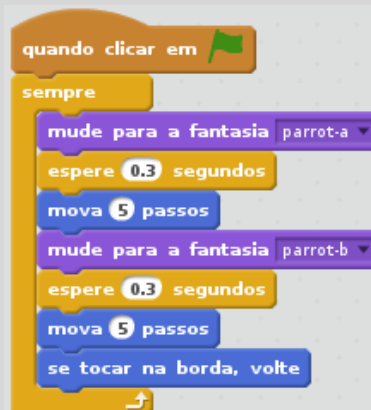 quando clicar em
sempre
mude para a fantasia parrot-a
espere 0.3 segundos
mova 5 passos
mude para a fantasia parrot-b
espere 0.3 segundos
mova 5 passos
se tocar na borda, volte